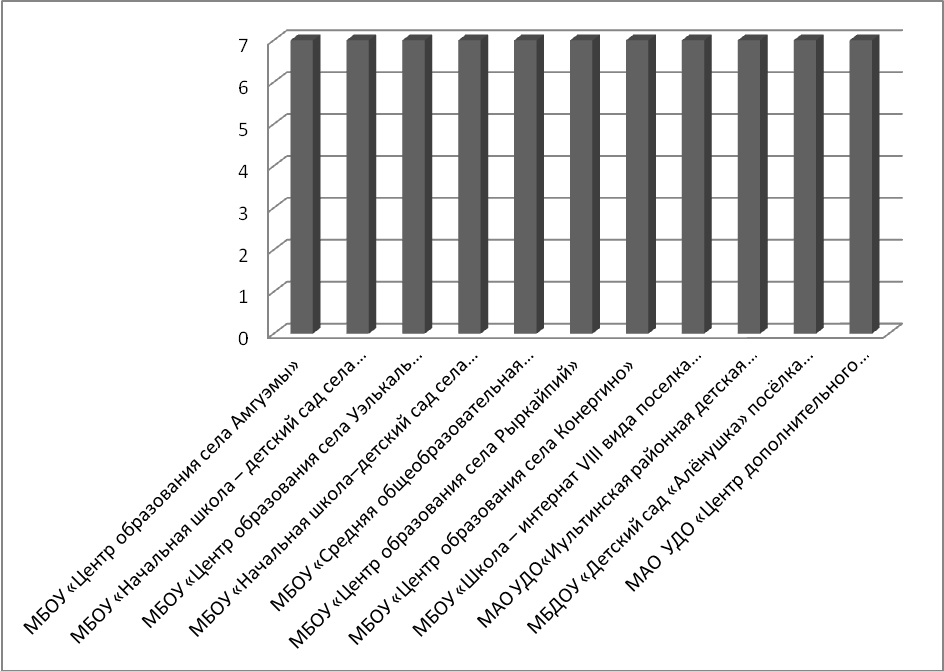 7
6
5
4
3
2
1
0
МБОУ «Центр образования села Амгуэмы»
МБОУ «Начальная школа – детский сад села...
МБОУ «Центр образования села Уэлькаль...
МБОУ «Начальная школа–детский сад села...
МБОУ «Средняя общеобразовательная...
МБОУ «Центр образования села Рыркайпий»
МБОУ «Центр образования села Конергино»
МБОУ «Школа – интернат VIII вида поселка...
МАОУДО«Иультинская районная детская...
МБДОУ «Детский сад «Алёнушка» посёлка...
МАО УДО «Центр дополнительного...